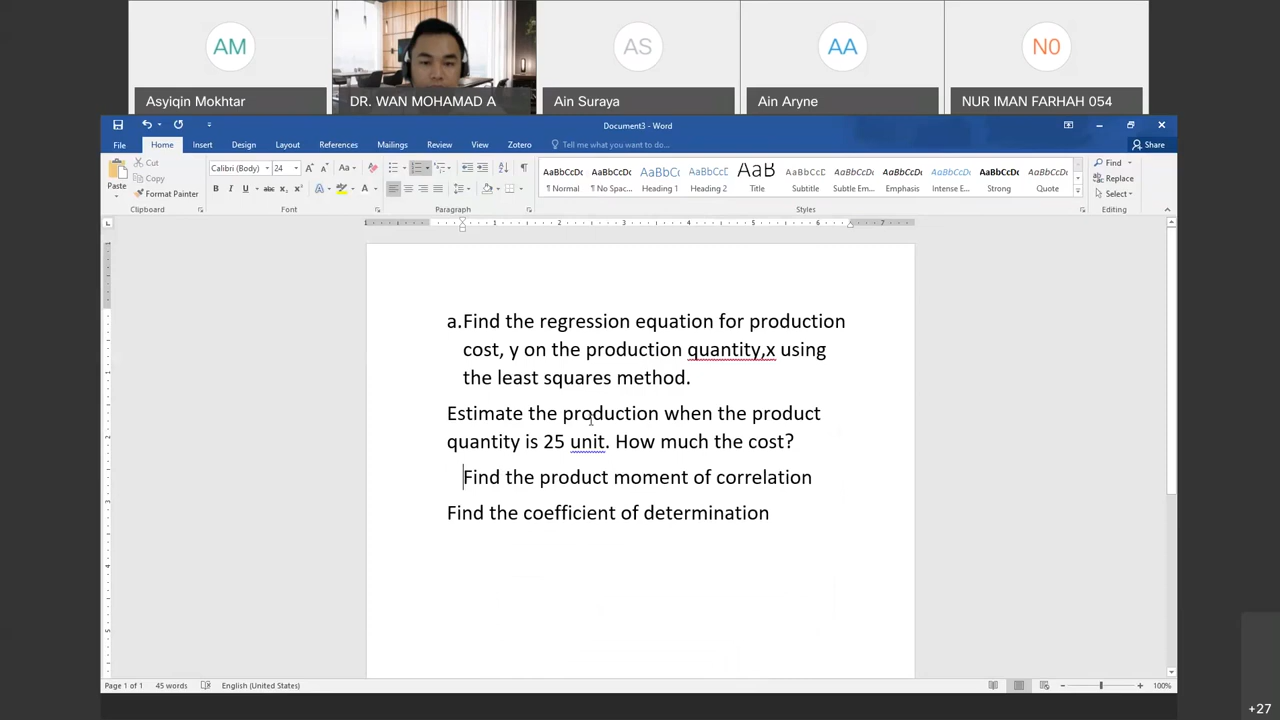 AM
AS
AA
N0
Asyiqin Mokhtar
DR. WAN MOHAMAD A
Ain Suraya
Ain Aryne
NUR IMAN FARHAH 054
Document3 - Word
File
Home
Insert
Design
Layout
References
Mailings
Review
View
Zotero
Tell me what you want to do...
Share
Paste
Cut
Copy
Format Painter
Clipboard
Calibri (Body)
24
Font
Paragraph
AaBbCcDc
AaBbCcDc
AaBbCc
AaBbCcC
AaB
AaBbCcC
AaBbCcDc
AaBbCcDc
AaBbCcDc
AaBbCcDc
AaBbCcDc
¶ Normal
¶ No Spac...
Heading 1
Heading 2
Title
Subtitle
Subtle Em...
Emphasis
Intense E...
Strong
Quote
Styles
Find
Replace
Select
Editing
a.Find the regression equation for production
cost, y on the production quantity,x using
the least squares method.
Estimate the production when the product
quantity is 25 unit. How much the cost?
Find the product moment of correlation
Find the coefficient of determination
Page 1 of 1
45 words
English (United States)
100%
+27